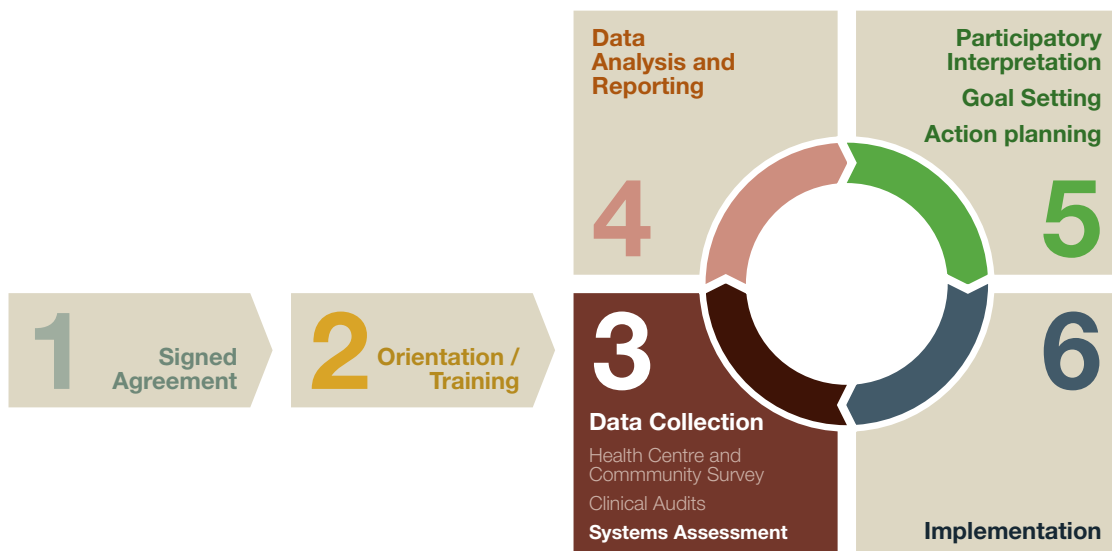 1
Signed
Agreement
2
Orientation /
Training
3
Data Collection
Health Centre and
Commmunity Survey
Clinical Audits
Systems Assessment
4
Data
Analysis and
Reporting
5
Participatory
Interpretation
Goal Setting
Action planning
6
Implementation